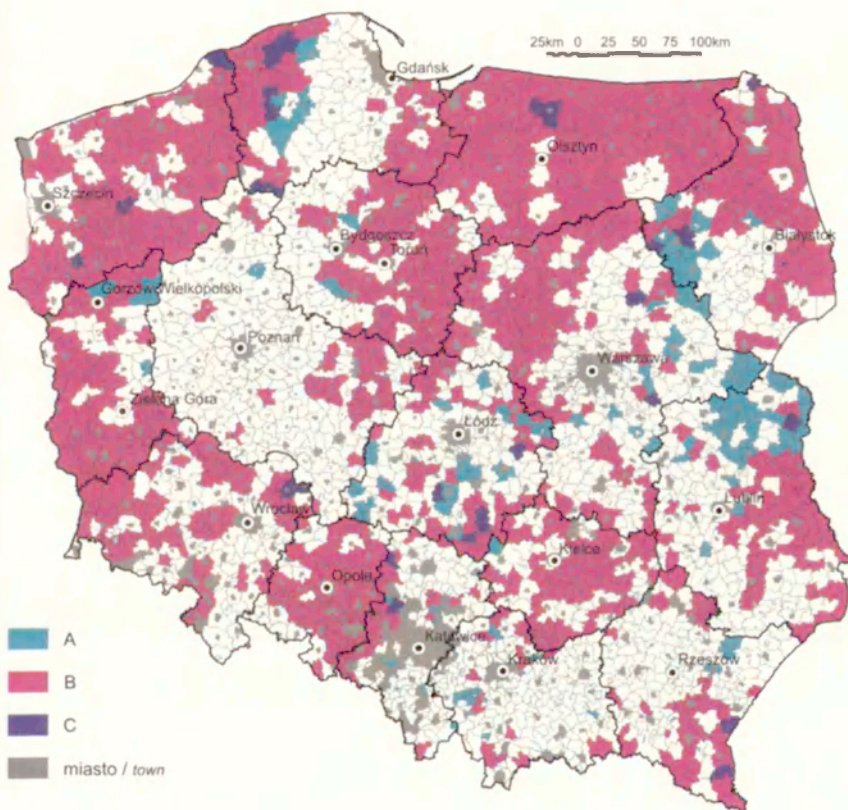 25km 0 25 50 75 100km
Gdańsk
Olsztyn
Szczecin
Bydgoszcz
Toruń
Białystok
Gorzów Wielkopolski
Poznań
Warszawa
Zielona Góra
Łódź
Wrocław
Lublin
Kielce
Opole
Katowice
Kraków
Rzeszów
A
B
C
miasto / town